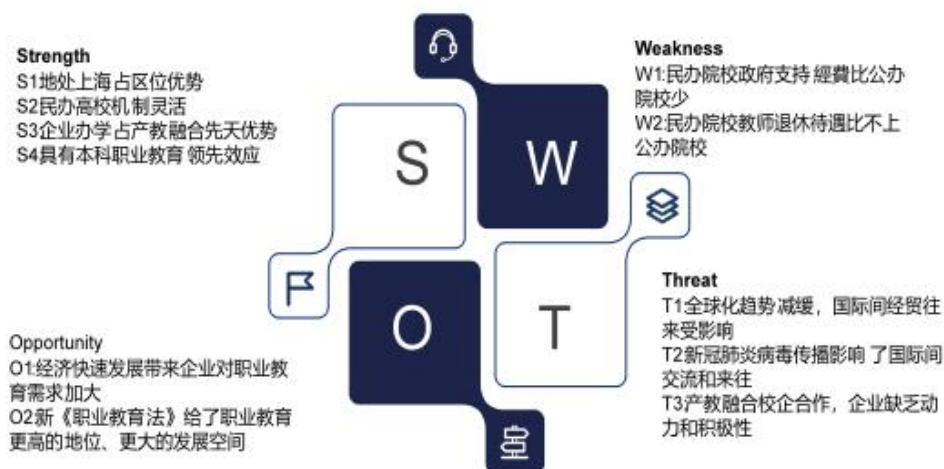 Strength
S1地处上海占区位优势
S2民办高校机制灵活
S3企业办学占产教融合先天优势
S4具有本科职业教育 领先效应
Weakness
W1:民办院校政府支持 經費比公办
院校少
W2:民办院校教师退休待遇比不上
公办院校
S
W
O
T
Opportunity
O1:经济快速发展带来企业对职业教
育需求加大
O2新《职业教育法》给了职业教育
更高的地位、更大的发展空间
Threat
T1全球化趋势减缓，国际间经贸往
来受影响
T2新冠肺炎病毒传播影响 了国际间
交流和来往
T3产教融合校企合作，企业缺乏动
力和积极性